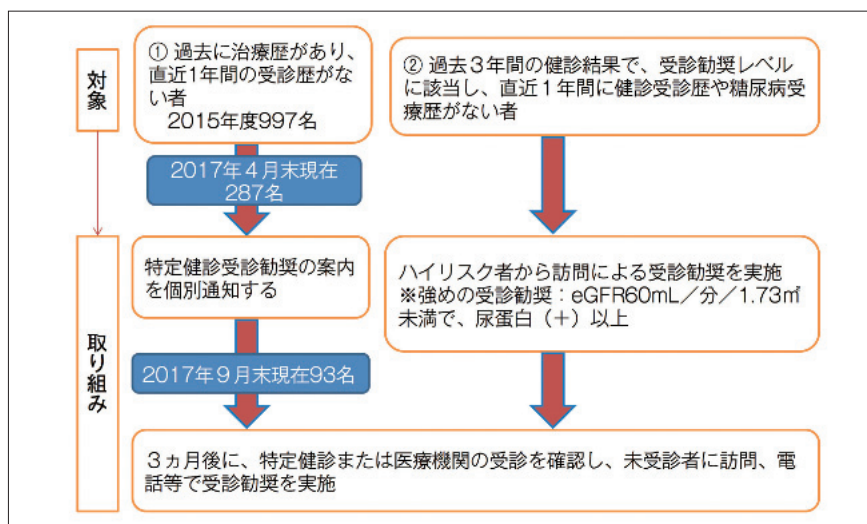 対象
① 過去に治療歴があり、
直近1年間の受診歴がな
い者
2015年度997名
② 過去3年間の健診結果で、受診勧奨レベル
に該当し、直近1年間に健診受診歴や糖尿病受
療歴がない者
2017年4月末現在
287名
取り組み
特定健診受診勧奨の案内
を個別通知する
ハイリスク者から訪問による受診勧奨を実施
※強めの受診勧奨：eGFR60mL／分／1.73㎡
未満で、尿蛋白（+）以上
2017年9月末現在93名
3ヵ月後に、特定健診または医療機関の受診を確認し、未受診者に訪問、電
話等で受診勧奨を実施